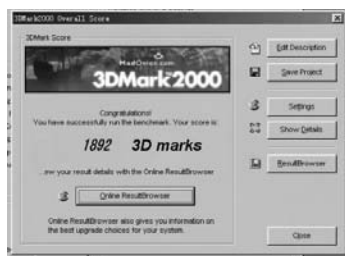 3DMark2000 Overall Score
3DMark Score
MadOnion.com
3DMark2000
Congratulations!
You have successfully run the benchmark. Your score is:
1892 3D marks
...ew your result details with the Online ResultBrowser
Online ResultBrowser
Online ResultBrowser also gives you information on
the best upgrade choices for your system.
Edit Description
Save Project
Settings
Show Details
ResultBrowser
Close